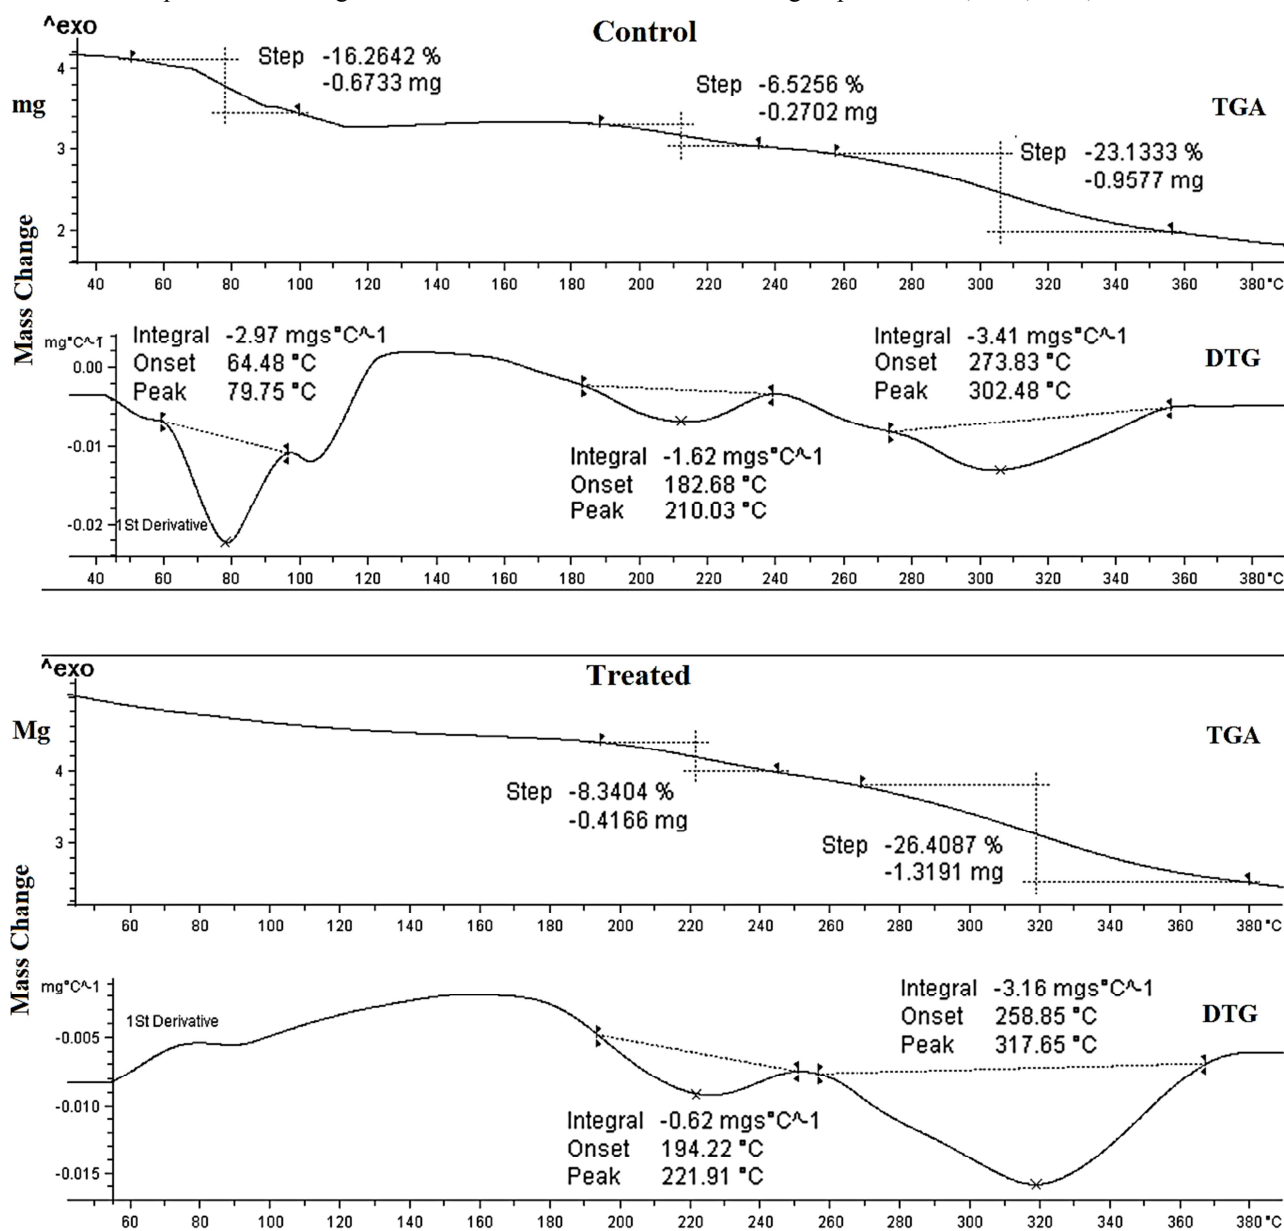 ^exo
Control
Step -16.2642 %
-0.6733 mg
Step -6.5256 %
-0.2702 mg
Step -23.1333 %
-0.9577 mg
TGA
mg
4
3
2
40 60 80 100 120 140 160 180 200 220 240 260 280 300 320 340 360 380°C
Mass Change
mg°C^-1
0.00
-0.01
-0.02
1St Derivative
Integral -2.97 mgs°C^-1
Onset 64.48 °C
Peak 79.75 °C
Integral -1.62 mgs°C^-1
Onset 182.68 °C
Peak 210.03 °C
Integral -3.41 mgs°C^-1
Onset 273.83 °C
Peak 302.48 °C
DTG
40 60 80 100 120 140 160 180 200 220 240 260 280 300 320 340 360 380°C
^exo
Treated
Mg
TGA
4
3
Step -8.3404 %
-0.4166 mg
Step -26.4087 %
-1.3191 mg
60 80 100 120 140 160 180 200 220 240 260 280 300 320 340 360 380°C
Mass Change
mg°C^-1
-0.005
-0.010
-0.015
1St Derivative
Integral -0.62 mgs°C^-1
Onset 194.22 °C
Peak 221.91 °C
Integral -3.16 mgs°C^-1
Onset 258.85 °C
Peak 317.65 °C
DTG
60 80 100 120 140 160 180 200 220 240 260 280 300 320 340 360 380°C